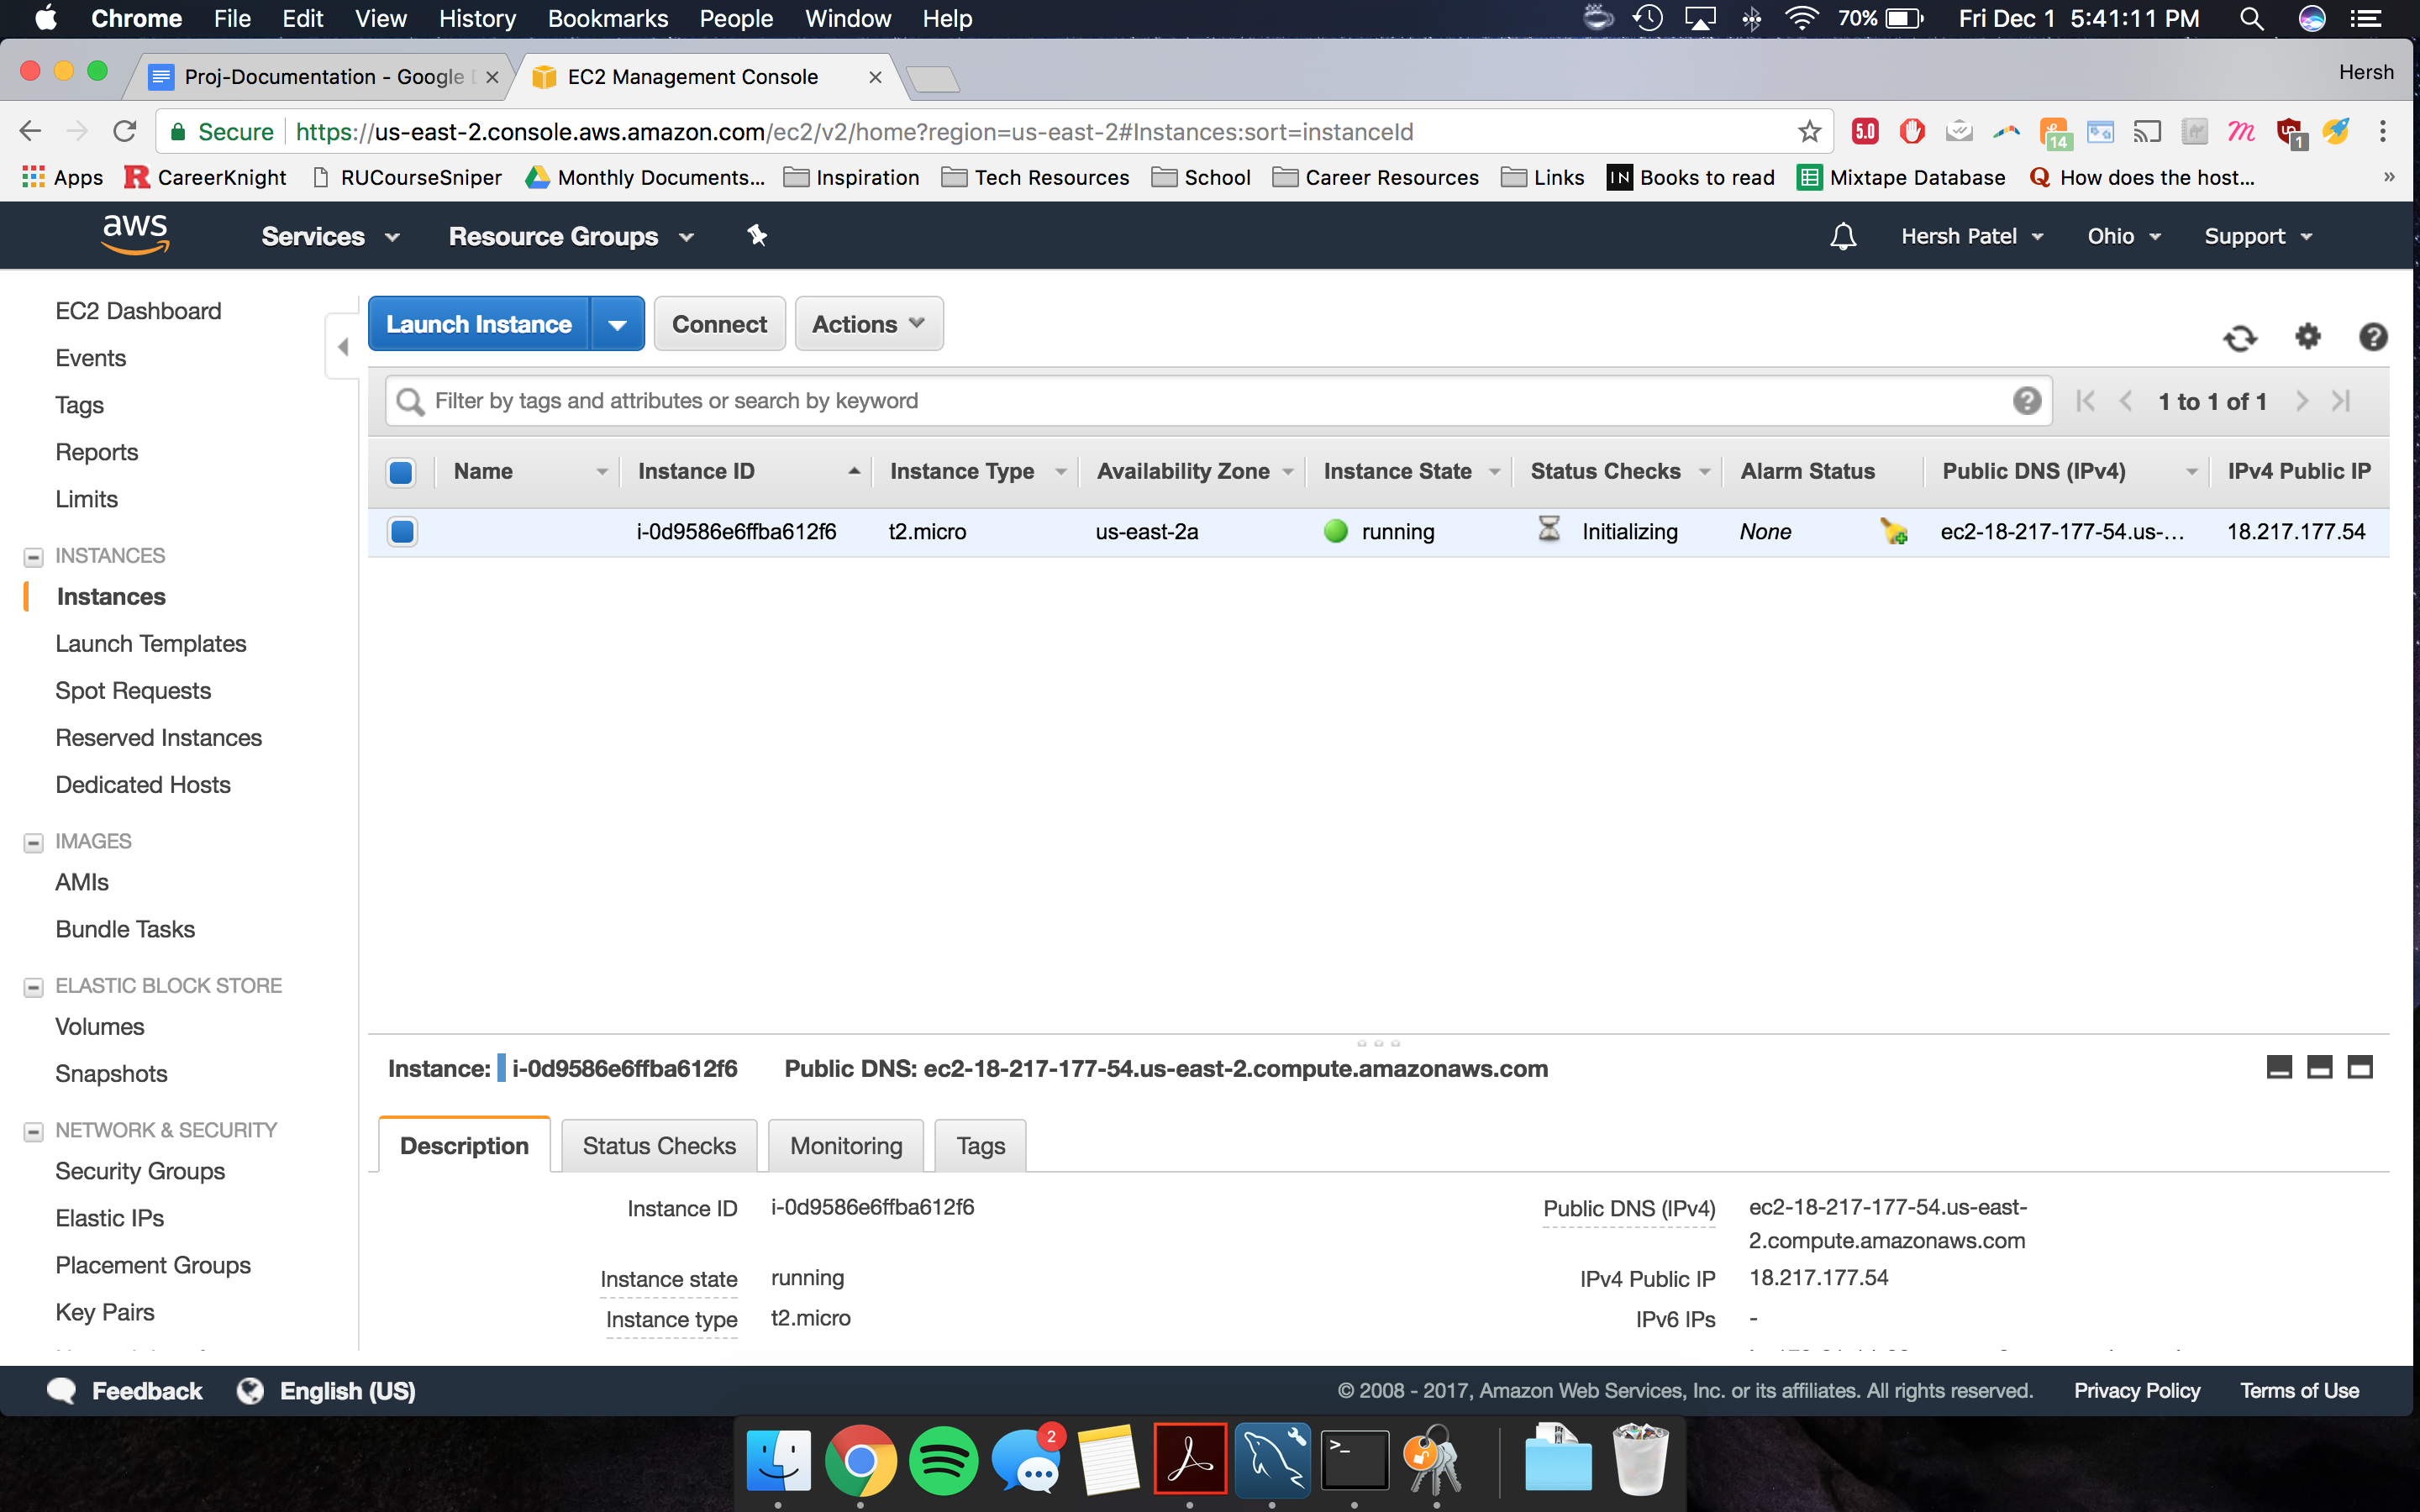 Chrome File Edit View History Bookmarks People Window Help 70% Fri Dec 1 5:41:11 PM
Proj-Documentation - Google
EC2 Management Console
Hersh
Secure https://us-east-2.console.aws.amazon.com/ec2/v2/home?region=us-east-2#Instances:sort=instanceId
5.0 14 m 1
Apps CareerKnight RUCourseSniper Monthly Documents... Inspiration Tech Resources School Career Resources Links IN Books to read Mixtape Database How does the host... »
aws Services Resource Groups Hersh Patel Ohio Support
EC2 Dashboard
Events
Tags
Reports
Limits
INSTANCES
Instances
Launch Templates
Spot Requests
Reserved Instances
Dedicated Hosts
IMAGES
AMIs
Bundle Tasks
ELASTIC BLOCK STORE
Volumes
Snapshots
NETWORK & SECURITY
Security Groups
Elastic IPs
Placement Groups
Key Pairs
Launch Instance Connect Actions
Filter by tags and attributes or search by keyword
1 to 1 of 1
Name Instance ID Instance Type Availability Zone Instance State Status Checks Alarm Status Public DNS (IPv4) IPv4 Public IP
i-0d9586e6ffba612f6 t2.micro us-east-2a running Initializing None ec2-18-217-177-54.us-... 18.217.177.54
Instance: i-0d9586e6ffba612f6 Public DNS: ec2-18-217-177-54.us-east-2.compute.amazonaws.com
Description Status Checks Monitoring Tags
Instance ID i-0d9586e6ffba612f6
Instance state running
Instance type t2.micro
Public DNS (IPv4) ec2-18-217-177-54.us-east-
2.compute.amazonaws.com
IPv4 Public IP 18.217.177.54
IPv6 IPs -
Feedback English (US) © 2008 - 2017, Amazon Web Services, Inc. or its affiliates. All rights reserved. Privacy Policy Terms of Use
2